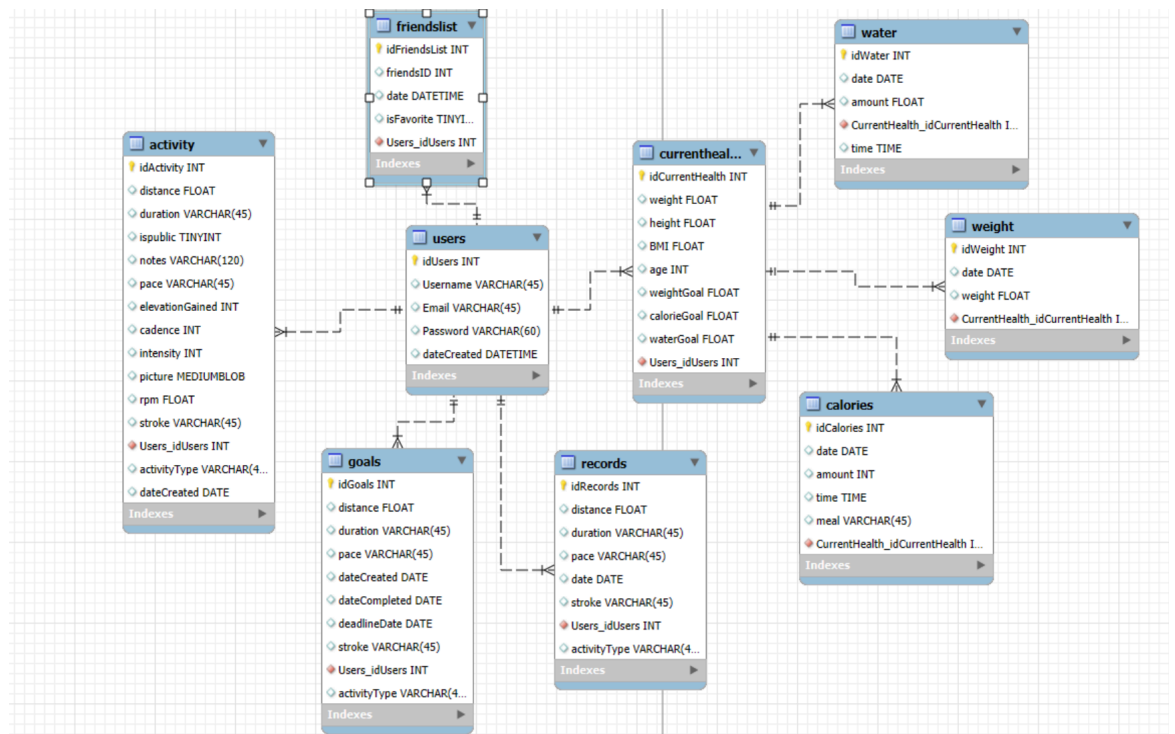 friendslist
idFriendsList INT
friendsID INT
date DATETIME
isFavorite TINYI...
Users_idUsers INT
Indexes
water
idWater INT
date DATE
amount FLOAT
CurrentHealth_idCurrentHealth I...
time TIME
Indexes
activity
idActivity INT
distance FLOAT
duration VARCHAR(45)
ispublic TINYINT
notes VARCHAR(120)
pace VARCHAR(45)
elevationGained INT
cadence INT
intensity INT
picture MEDIUMBLOB
rpm FLOAT
stroke VARCHAR(45)
Users_idUsers INT
activityType VARCHAR(4...
dateCreated DATE
Indexes
currentheal...
idCurrentHealth INT
weight FLOAT
height FLOAT
BMI FLOAT
age INT
weightGoal FLOAT
calorieGoal FLOAT
waterGoal FLOAT
Users_idUsers INT
Indexes
users
idUsers INT
Username VARCHAR(45)
Email VARCHAR(45)
Password VARCHAR(60)
dateCreated DATETIME
Indexes
weight
idWeight INT
date DATE
weight FLOAT
CurrentHealth_idCurrentHealth I...
Indexes
calories
idCalories INT
date DATE
amount INT
time TIME
meal VARCHAR(45)
CurrentHealth_idCurrentHealth I...
Indexes
goals
idGoals INT
distance FLOAT
duration VARCHAR(45)
pace VARCHAR(45)
dateCreated DATE
dateCompleted DATE
deadlineDate DATE
stroke VARCHAR(45)
Users_idUsers INT
activityType VARCHAR(4...
Indexes
records
idRecords INT
distance FLOAT
duration VARCHAR(45)
pace VARCHAR(45)
date DATE
stroke VARCHAR(45)
Users_idUsers INT
activityType VARCHAR(4...
Indexes